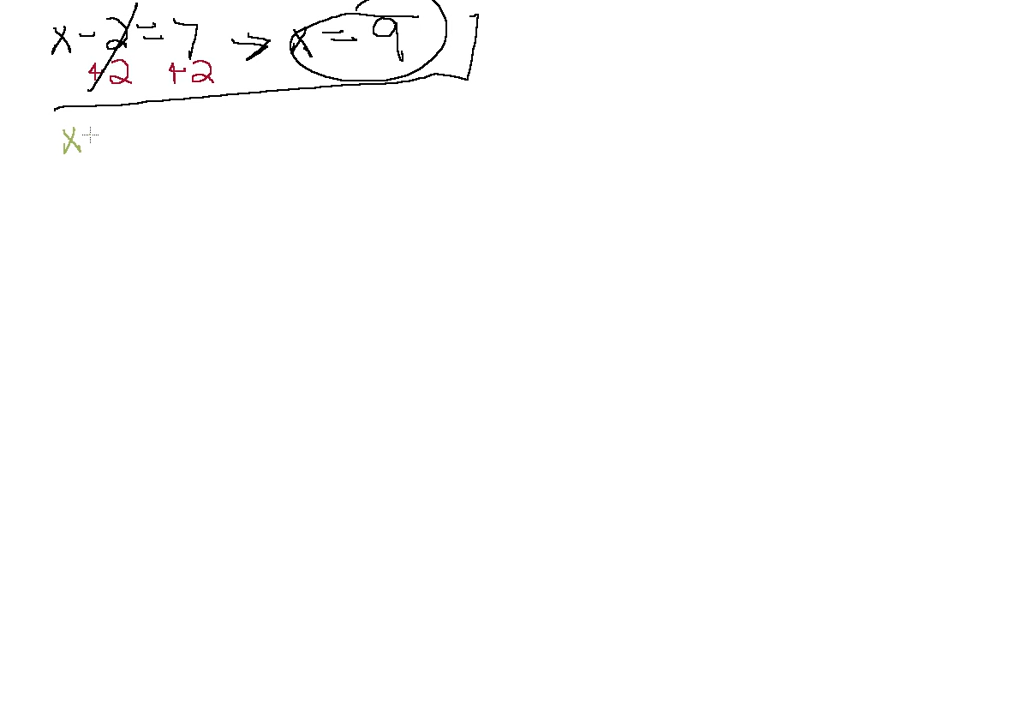 x - 2 = 7 → x = 9
+2 +2
x